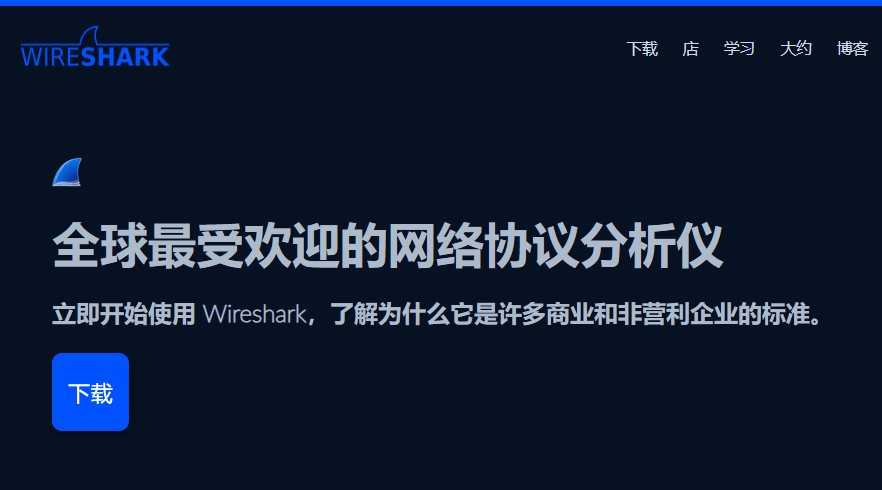 WIRESHARK
下载 店 学习 大约 博客
全球最受欢迎的网络协议分析仪
立即开始使用 Wireshark，了解为什么它是许多商业和非营利企业的标准。
下载